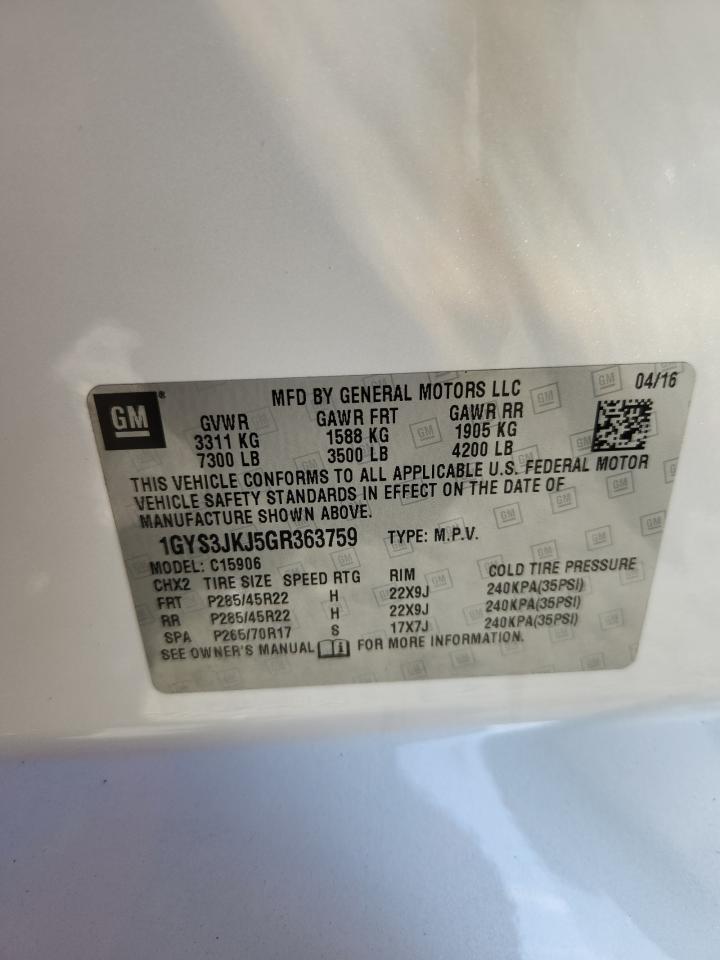 GM® MFD BY GENERAL MOTORS LLC 04/16
GVWR GAWR FRT GAWR RR
3311 KG 1588 KG 1905 KG
7300 LB 3500 LB 4200 LB
THIS VEHICLE CONFORMS TO ALL APPLICABLE U.S. FEDERAL MOTOR
VEHICLE SAFETY STANDARDS IN EFFECT ON THE DATE OF
MANUFACTURE SHOWN ABOVE.
1GYS3JKJ5GR363759 TYPE: M.P.V.
MODEL: C15906
CHX2 TIRE SIZE SPEED RTG RIM COLD TIRE PRESSURE
FRT P285/45R22 H 22X9J 240KPA(35PSI)
RR P285/45R22 H 22X9J 240KPA(35PSI)
SPA P265/70R17 S 17X7J 240KPA(35PSI)
SEE OWNER'S MANUAL FOR MORE INFORMATION.